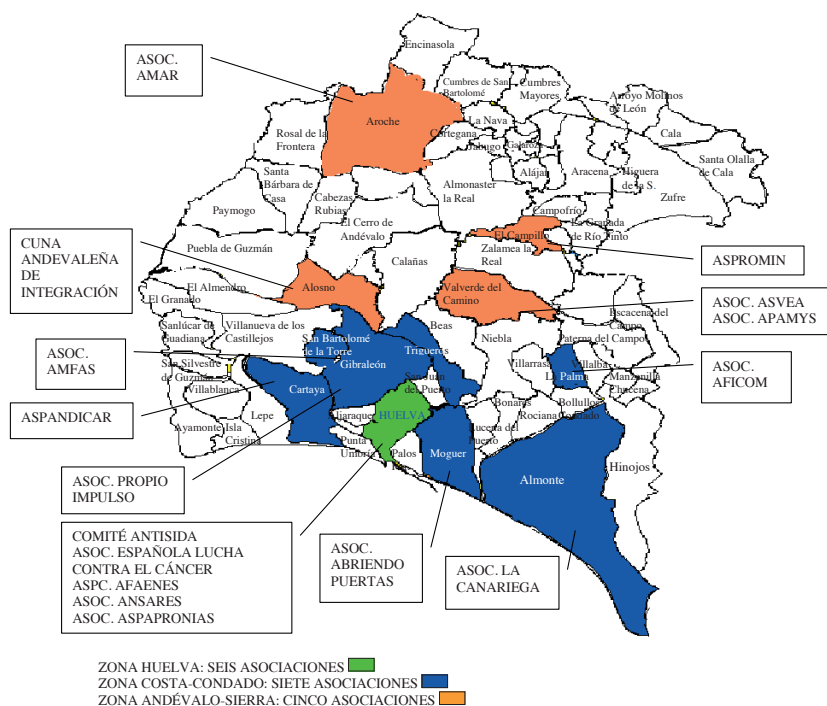 Encinasola
ASOC.
AMAR
Cumbres de San
Bartolomé
Cumbres
Mayores
Arroyo Molinos
de León
Aroche
La Nava
Rosal de la
Frontera
Cortegana
Jabugo
Galaroza
Cala
Santa Olalla
de Cala
Santa
Bárbara de
Casa
Cabezas
Rubias
Almonaster
la Real
Alájar
Aracena
Higuera
de la S.
Zufre
Paymogo
El Cerro de
Andévalo
Campofrío
La Granada
de Río Tinto
El Campillo
CUNA
ANDEVALEÑA
DE
INTEGRACIÓN
Puebla de Guzmán
Calañas
Zalamea la
Real
ASPROMIN
El Almendro
Alosno
Valverde del
Camino
El Granado
ASOC. ASVEA
ASOC. APAMYS
Sanlúcar de
Guadiana
Villanueva de los
Castillejos
San Bartolomé
de la Torre
Beas
Niebla
Escacena del
Campo
Paterna del Campo
ASOC.
AMFAS
San Silvestre
de Guzmán
Gibraleón
Trigueros
Villarrasa
Villalba
La Palma
Manzanilla
ASOC.
AFICOM
ASPANDICAR
Villablanca
Cartaya
San Juan
del Puerto
Chucena
Lepe
Aljaraque
HUELVA
Bonares
Rociana
Bollullos
Condado
Ayamonte
Isla
Cristina
Punta
Umbría
Palos
Moguer
Lucena del
Puerto
Almonte
Hinojos
ASOC. PROPIO
IMPULSO
COMITÉ ANTISIDA
ASOC. ESPAÑOLA LUCHA
CONTRA EL CÁNCER
ASPC. AFAENES
ASOC. ANSARES
ASOC. ASPAPRONIAS
ASOC.
ABRIENDO
PUERTAS
ASOC. LA
CANARIEGA
ZONA HUELVA: SEIS ASOCIACIONES
ZONA COSTA-CONDADO: SIETE ASOCIACIONES
ZONA ANDÉVALO-SIERRA: CINCO ASOCIACIONES